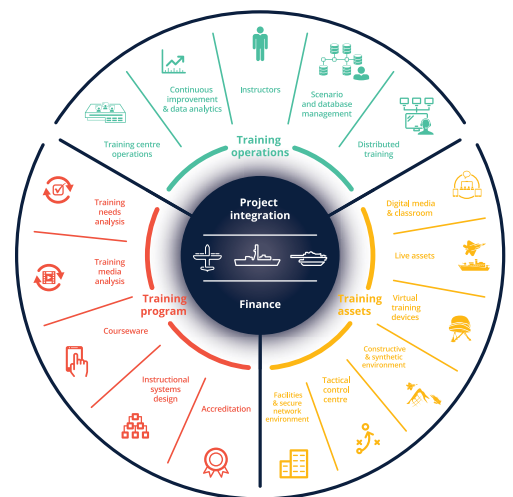 Training centre
operations
Continuous
improvement
& data analytics
Instructors
Scenario
and database
management
Distributed
training
Training
operations
Project
integration
Finance
Training
needs
analysis
Training
media
analysis
Training
program
Courseware
Instructional
systems
design
Accreditation
Digital media
& classroom
Live assets
Virtual
training
devices
Training
assets
Constructive
& synthetic
environment
Tactical
control
centre
Facilities
& secure
network
environment